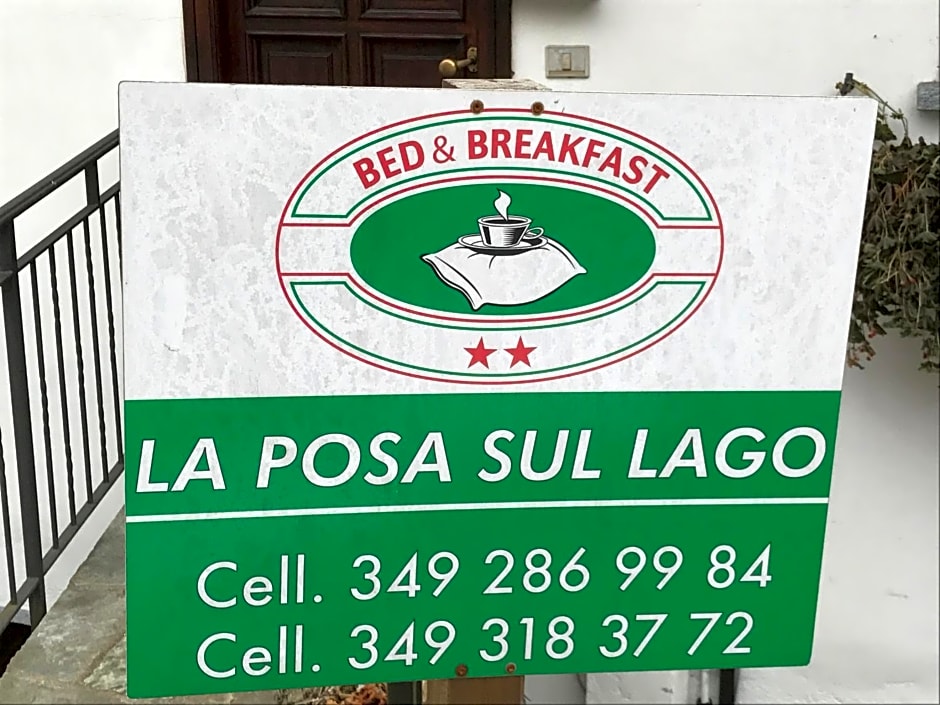 BED & BREAKFAST
LA POSA SUL LAGO
Cell. 349 286 99 84
Cell. 349 318 37 72